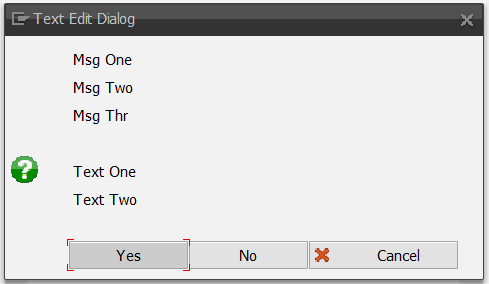 Text Edit Dialog
Msg One
Msg Two
Msg Thr
Text One
Text Two
Yes No Cancel